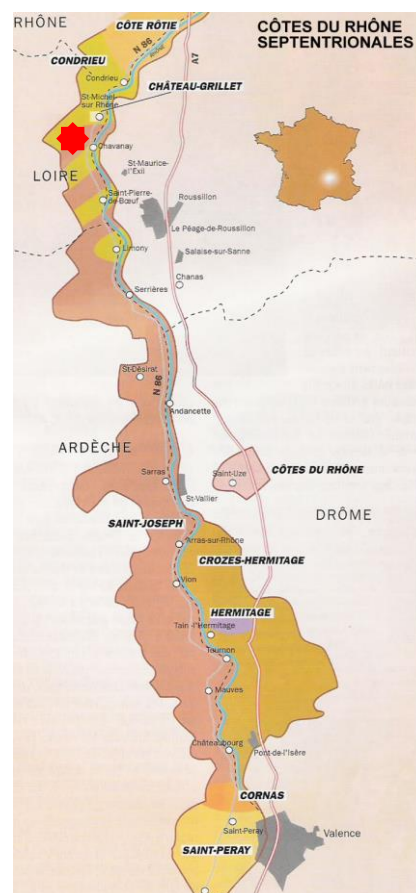 RHÔNE
CÔTE RÔTIE
CÔTES DU RHÔNE
SEPTENTRIONALES
N 86
A7
CONDRIEU
Condrieu
CHÂTEAU-GRILLET
St-Michel
sur Rhône
Chavanay
St-Maurice-
l'Exil
LOIRE
Saint-Pierre-
de-Bœuf
Roussillon
Le Péage-de-Roussillon
Limony
Salaise-sur-Sanne
Chanas
Serrières
St-Désirat
N 86
Andancette
ARDÈCHE
CÔTES DU RHÔNE
Sarras
Saint-Uze
St-Vallier
DRÔME
SAINT-JOSEPH
Arras-sur-Rhône
CROZES-HERMITAGE
Vion
HERMITAGE
Tain-l'Hermitage
Tournon
Mauves
Châteaubourg
Pont-de-l'Isère
CORNAS
Saint-Peray
Valence
SAINT-PERAY